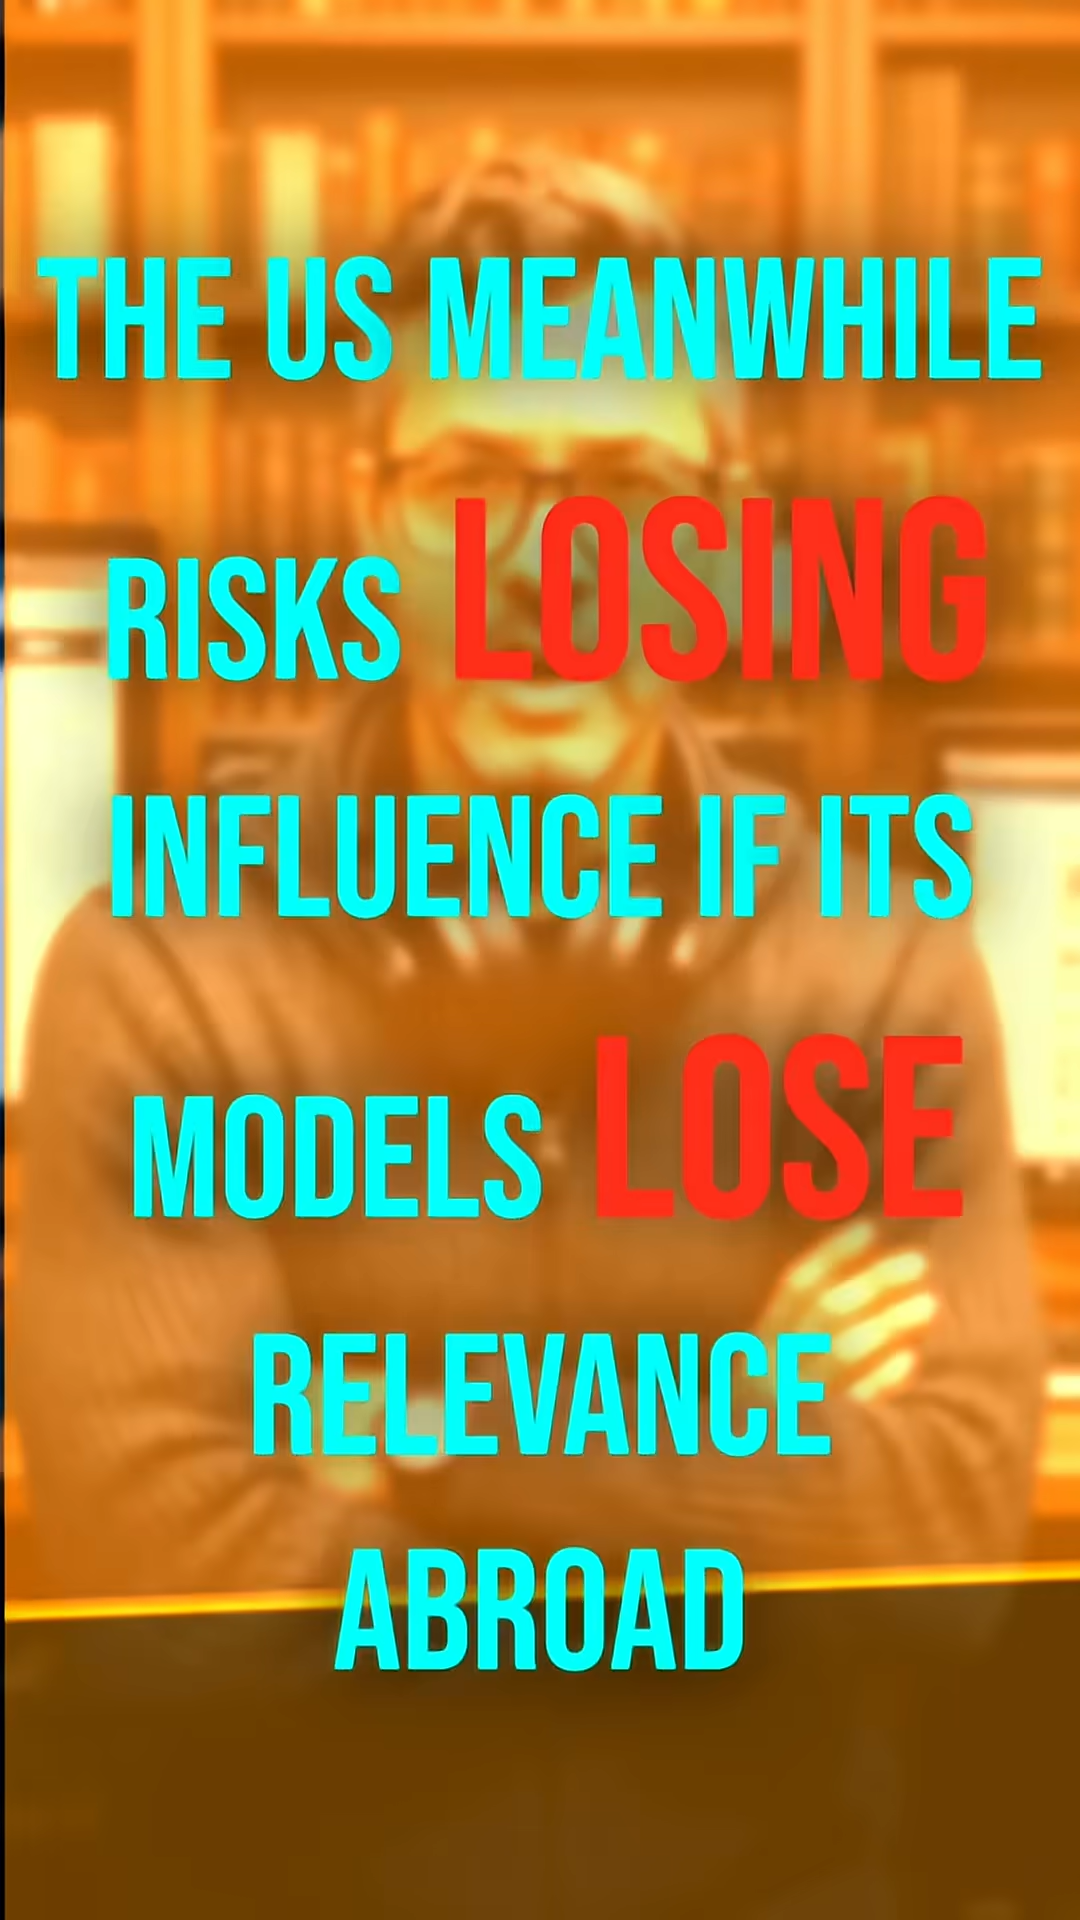 THE US MEANWHILE
RISKS LOSING
INFLUENCE IF ITS
MODELS LOSE
RELEVANCE
ABROAD